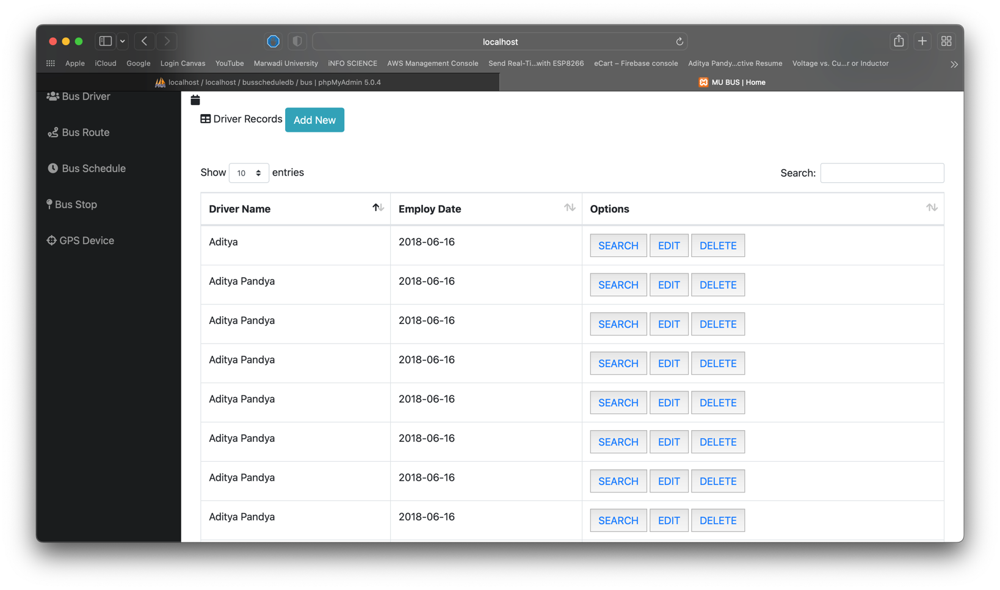 localhost
Apple iCloud Google Login Canvas YouTube Marwadi University iNFO SCIENCE AWS Management Console Send Real-Ti...with ESP8266 eCart – Firebase console Aditya Pandy...ctive Resume Voltage vs. Cu...r or Inductor
localhost / localhost / busscheduledb / bus | phpMyAdmin 5.0.4 MU BUS | Home
Bus Driver
Bus Route
Bus Schedule
Bus Stop
GPS Device
Driver Records Add New
Show 10 entries Search:
Driver Name Employ Date Options
Aditya 2018-06-16 SEARCH EDIT DELETE
Aditya Pandya 2018-06-16 SEARCH EDIT DELETE
Aditya Pandya 2018-06-16 SEARCH EDIT DELETE
Aditya Pandya 2018-06-16 SEARCH EDIT DELETE
Aditya Pandya 2018-06-16 SEARCH EDIT DELETE
Aditya Pandya 2018-06-16 SEARCH EDIT DELETE
Aditya Pandya 2018-06-16 SEARCH EDIT DELETE
Aditya Pandya 2018-06-16 SEARCH EDIT DELETE